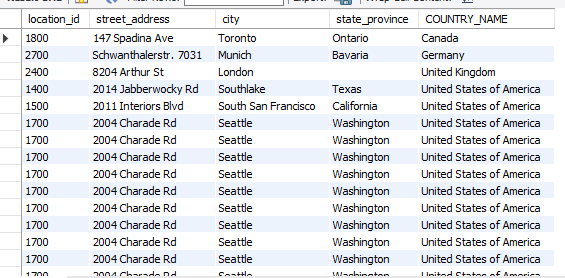 location_id street_address city state_province COUNTRY_NAME
1800 147 Spadina Ave Toronto Ontario Canada
2700 Schwanthalerstr. 7031 Munich Bavaria Germany
2400 8204 Arthur St London United Kingdom
1400 2014 Jabberwocky Rd Southlake Texas United States of America
1500 2011 Interiors Blvd South San Francisco California United States of America
1700 2004 Charade Rd Seattle Washington United States of America
1700 2004 Charade Rd Seattle Washington United States of America
1700 2004 Charade Rd Seattle Washington United States of America
1700 2004 Charade Rd Seattle Washington United States of America
1700 2004 Charade Rd Seattle Washington United States of America
1700 2004 Charade Rd Seattle Washington United States of America
1700 2004 Charade Rd Seattle Washington United States of America
1700 2004 Charade Rd Seattle Washington United States of America
1700 2004 Charade Rd Seattle Washington United States of America